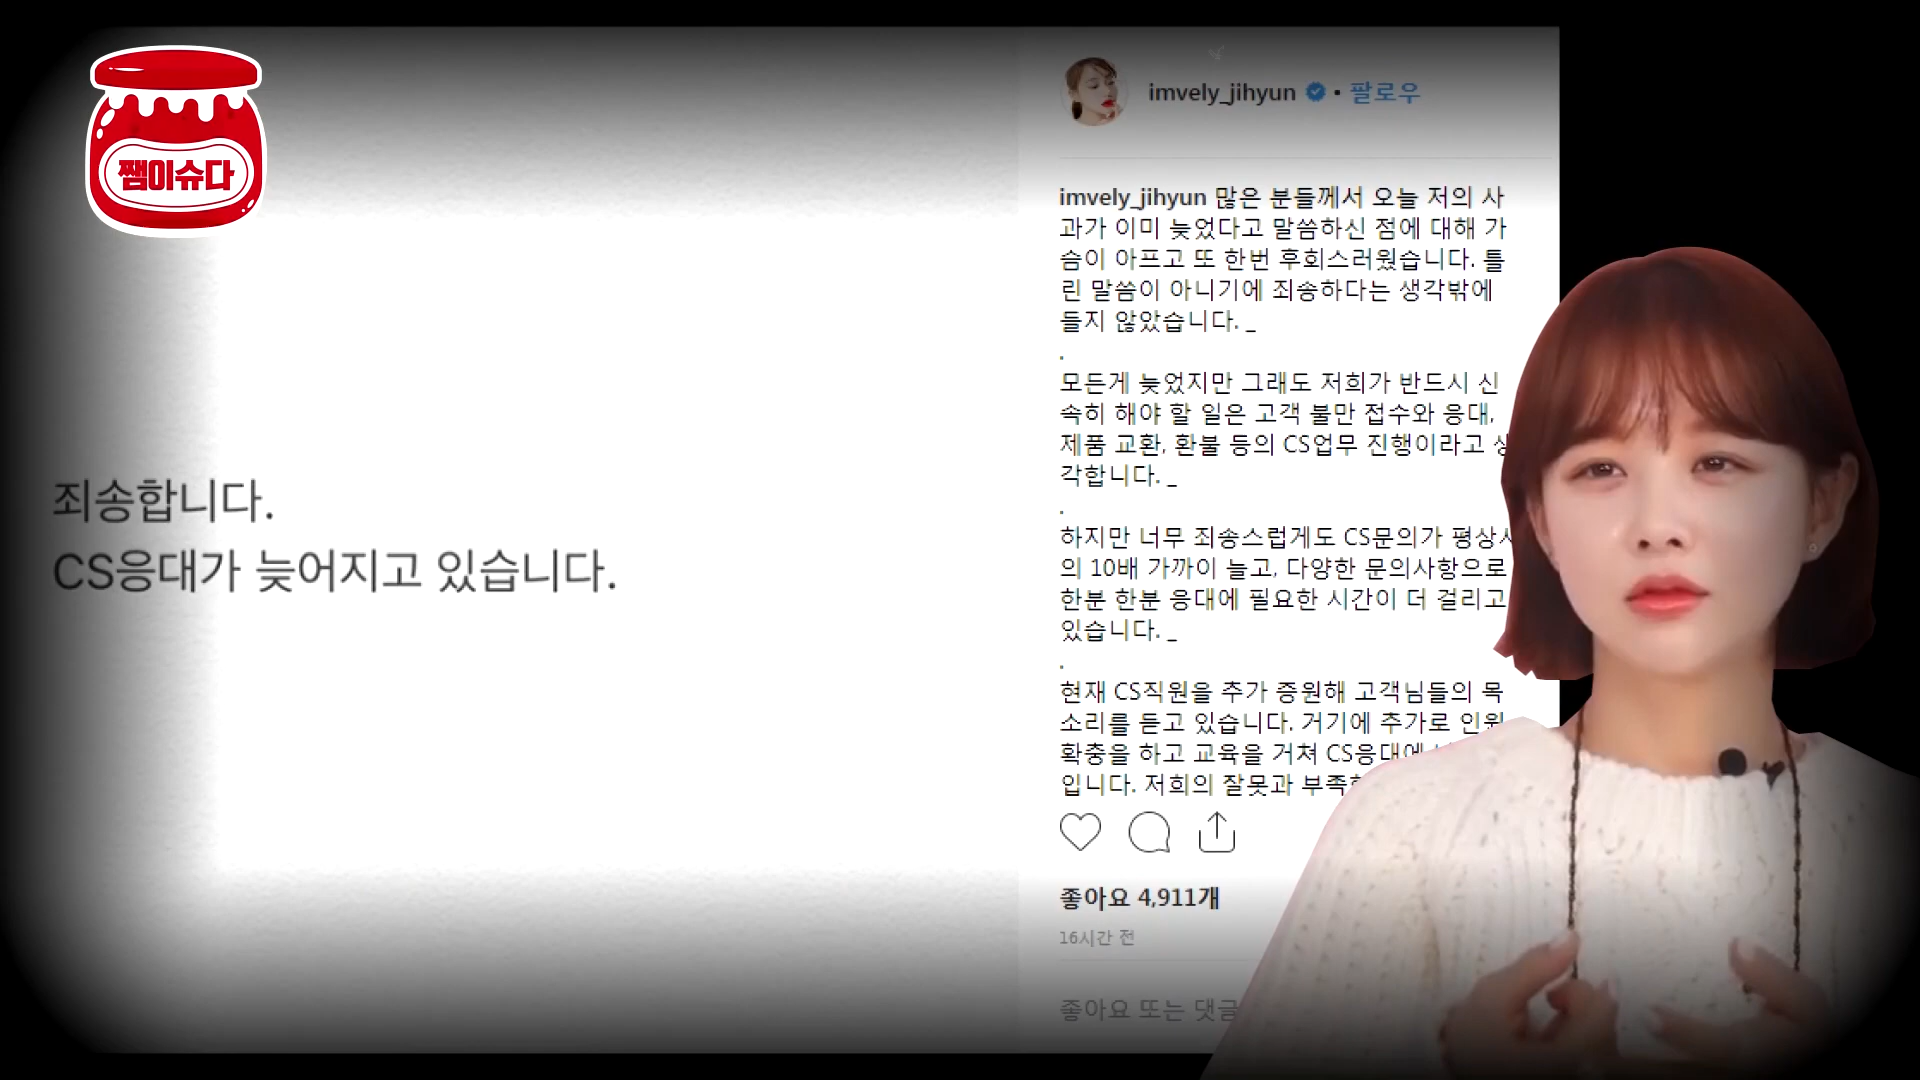 쨈이슈다
죄송합니다.
CS응대가 늦어지고 있습니다.
imvely_jihyun • 팔로우
imvely_jihyun 많은 분들께서 오늘 저의 사
과가 이미 늦었다고 말씀하신 점에 대해 가
슴이 아프고 또 한번 후회스러웠습니다. 틀
린 말씀이 아니기에 죄송하다는 생각밖에
들지 않았습니다. _
.
모든게 늦었지만 그래도 저희가 반드시 신
속히 해야 할 일은 고객 불만 접수와 응대,
제품 교환, 환불 등의 CS업무 진행이라고 생
각합니다. _
.
하지만 너무 죄송스럽게도 CS문의가 평상시
의 10배 가까이 늘고, 다양한 문의사항으로
한분 한분 응대에 필요한 시간이 더 걸리고
있습니다. _
.
현재 CS직원을 추가 증원해 고객님들의 목
소리를 듣고 있습니다. 거기에 추가로 인원
확충을 하고 교육을 거쳐 CS응대에
입니다. 저희의 잘못과
좋아요 4,911개
16시간 전
좋아요 또는 댓글